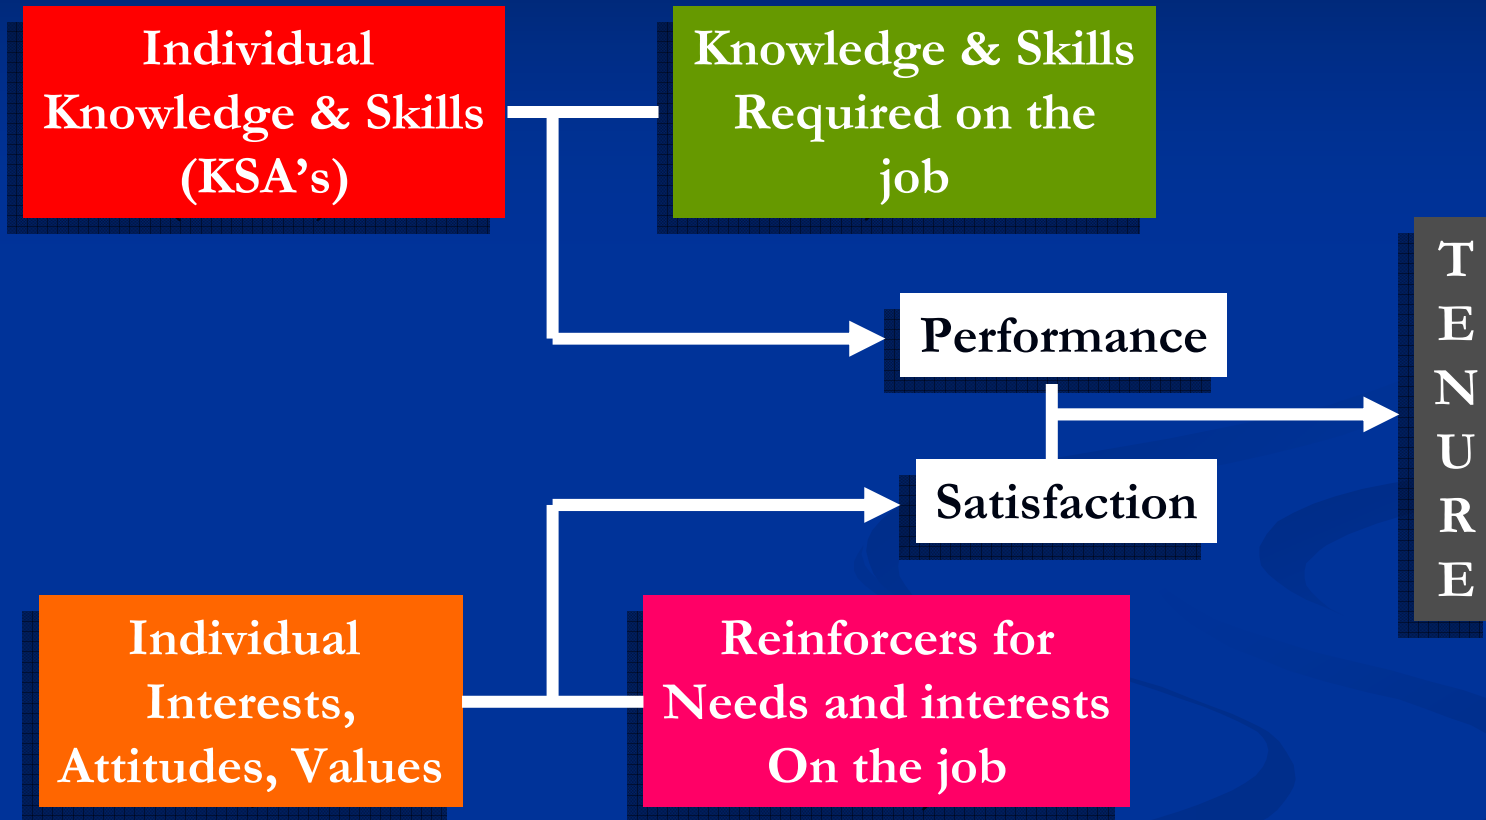 Individual
Knowledge & Skills
(KSA’s)
Knowledge & Skills
Required on the
job
Performance
Satisfaction
T
E
N
U
R
E
Individual
Interests,
Attitudes, Values
Reinforcers for
Needs and interests
On the job